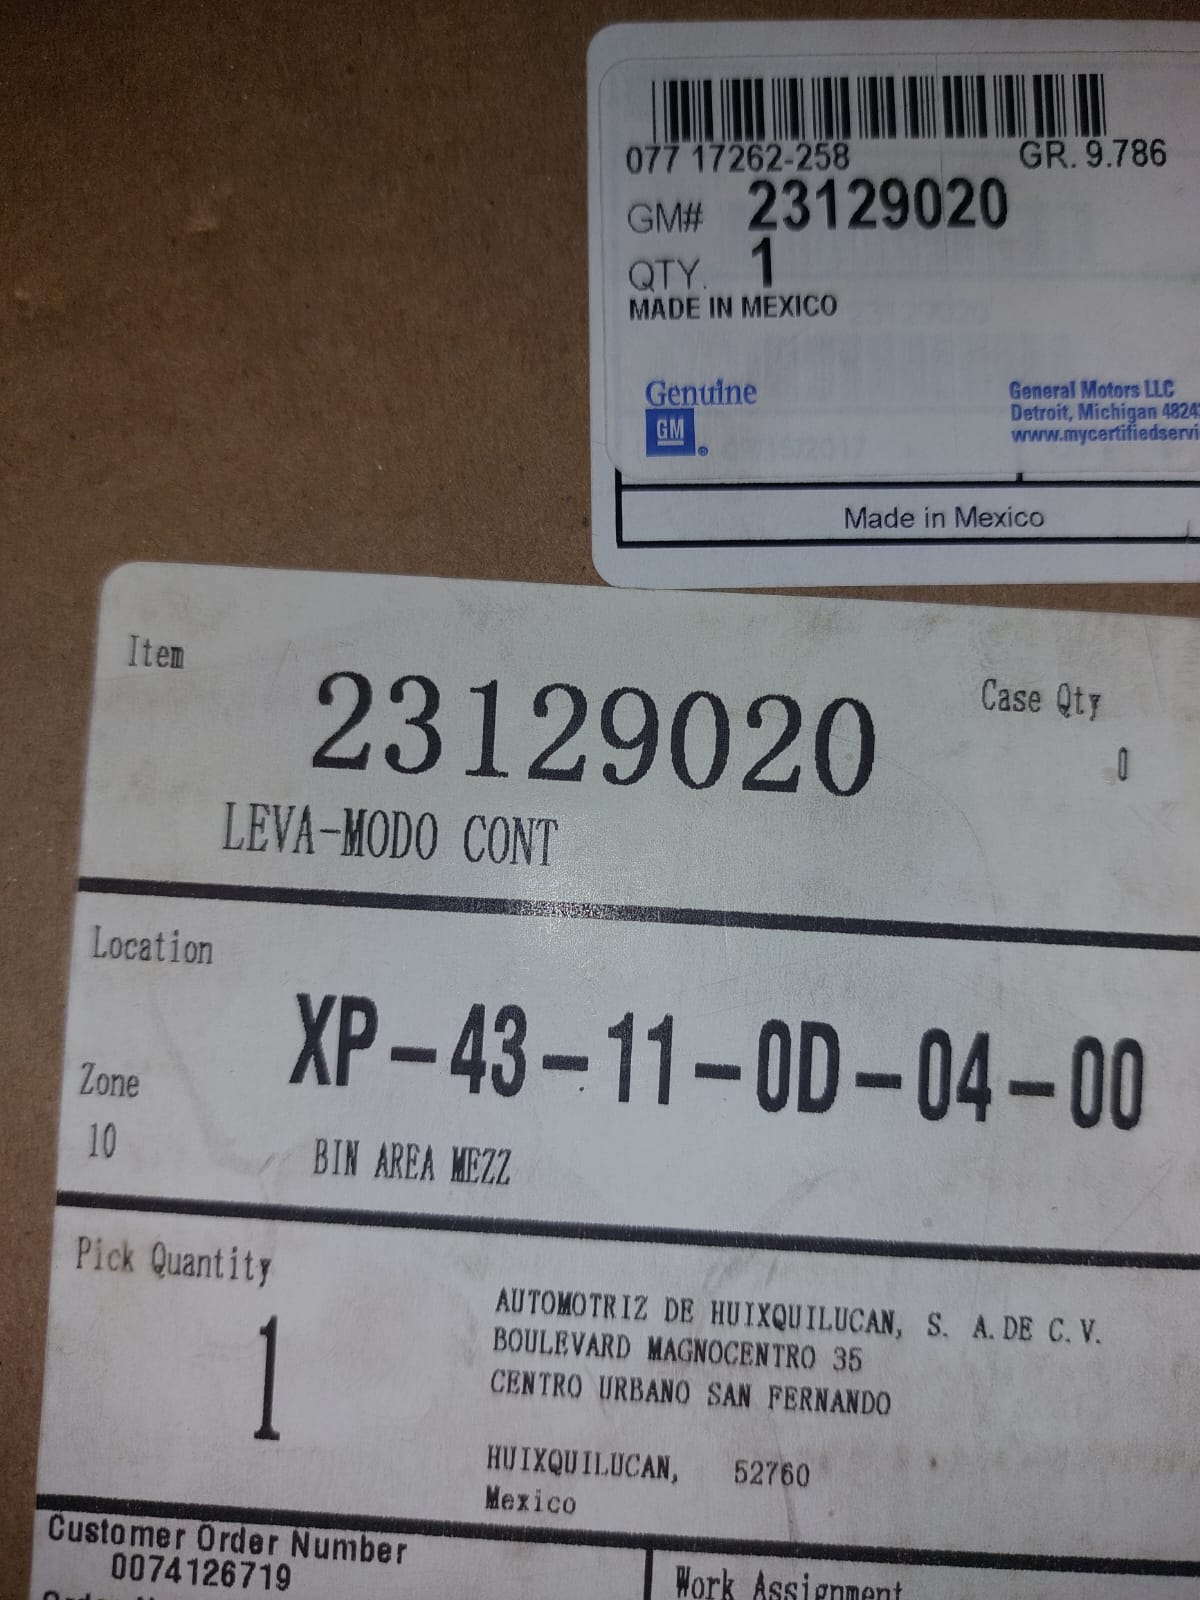 077 17262-258 GR. 9.786
GM# 23129020
QTY. 1
MADE IN MEXICO
Genuine
GM
General Motors LLC
Detroit, Michigan 4824
www.mycertifiedservi
Made in Mexico
Item
23129020
Case Qty
0
LEVA-MODO CONT
Location
XP-43-11-0D-04-00
Zone
10
BIN AREA MEZZ
Pick Quantity
1
AUTOMOTRIZ DE HUIXQUILUCAN, S. A. DE C. V.
BOULEVARD MAGNOCENTRO 35
CENTRO URBANO SAN FERNANDO
HUIXQUILUCAN, 52760
Mexico
Customer Order Number
0074126719
Work Assignment